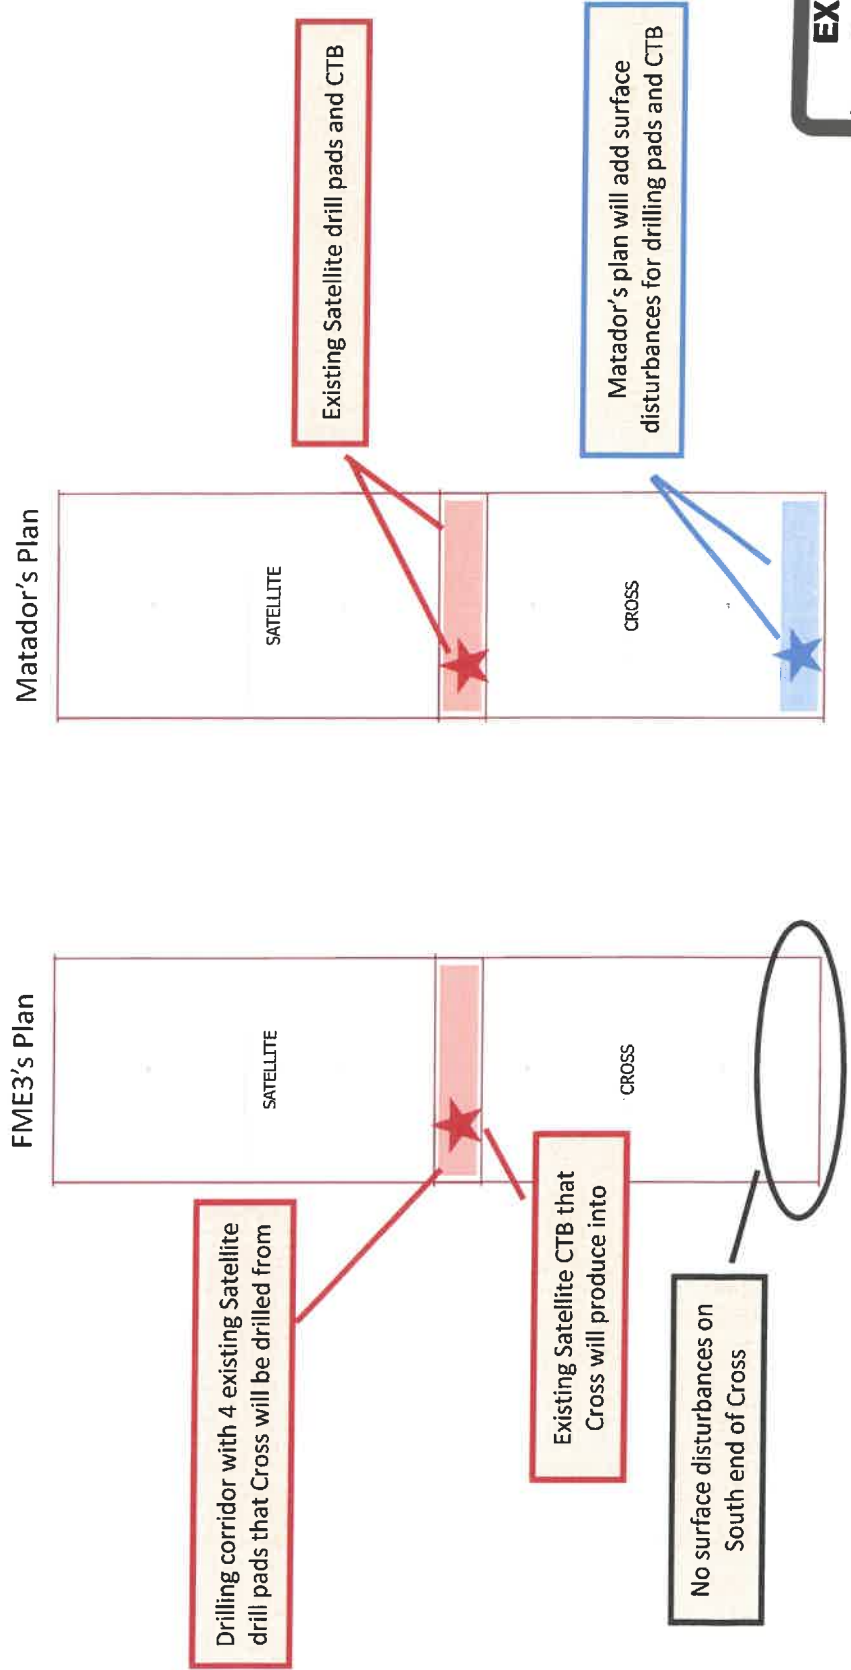 FME3's Plan
Matador's Plan
Drilling corridor with 4 existing Satellite
drill pads that Cross will be drilled from
SATELLITE
Existing Satellite CTB that
Cross will produce into
CROSS
No surface disturbances on
South end of Cross
SATELLITE
Existing Satellite drill pads and CTB
CROSS
Matador's plan will add surface
disturbances for drilling pads and CTB
EX